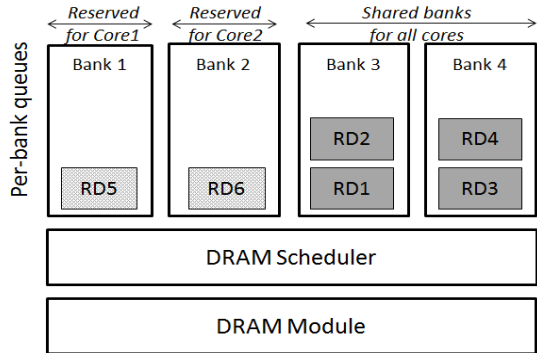 Reserved
for Core1
Reserved
for Core2
Shared banks
for all cores
Per-bank queues
Bank 1
Bank 2
Bank 3
Bank 4
RD2
RD4
RD5
RD6
RD1
RD3
DRAM Scheduler
DRAM Module